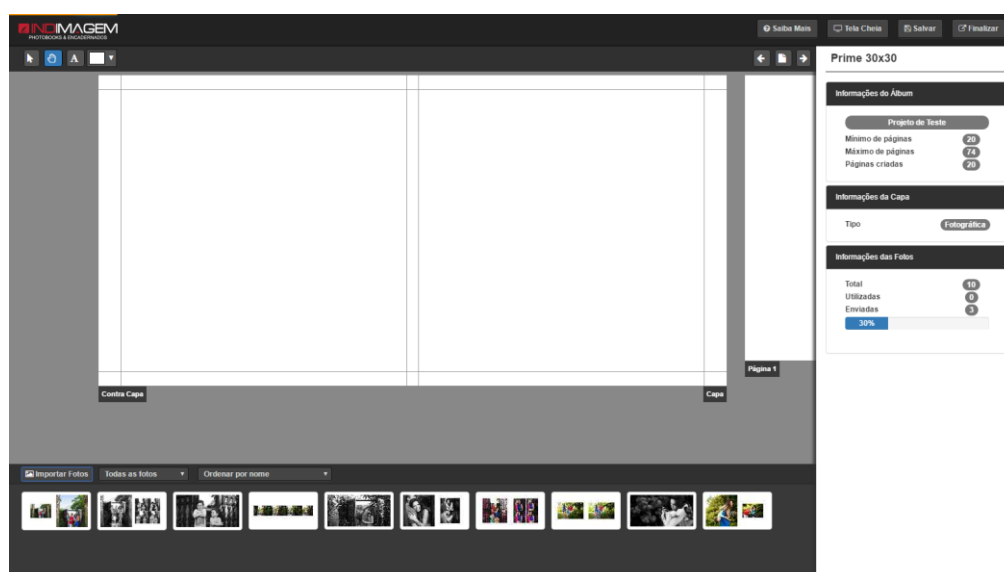 INDIMAGEM
PHOTOBOOKS & ENCADERNADOS
Saiba Mais
Tela Cheia
Salvar
Finalizar
A
Prime 30x30
Informações do Álbum
Projeto de Teste
Mínimo de páginas 20
Máximo de páginas 74
Páginas criadas 20
Informações da Capa
Tipo Fotográfica
Informações das Fotos
Total 10
Utilizadas 0
Enviadas 3
30%
Página 1
Contra Capa
Capa
Importar Fotos
Todas as fotos
Ordenar por nome